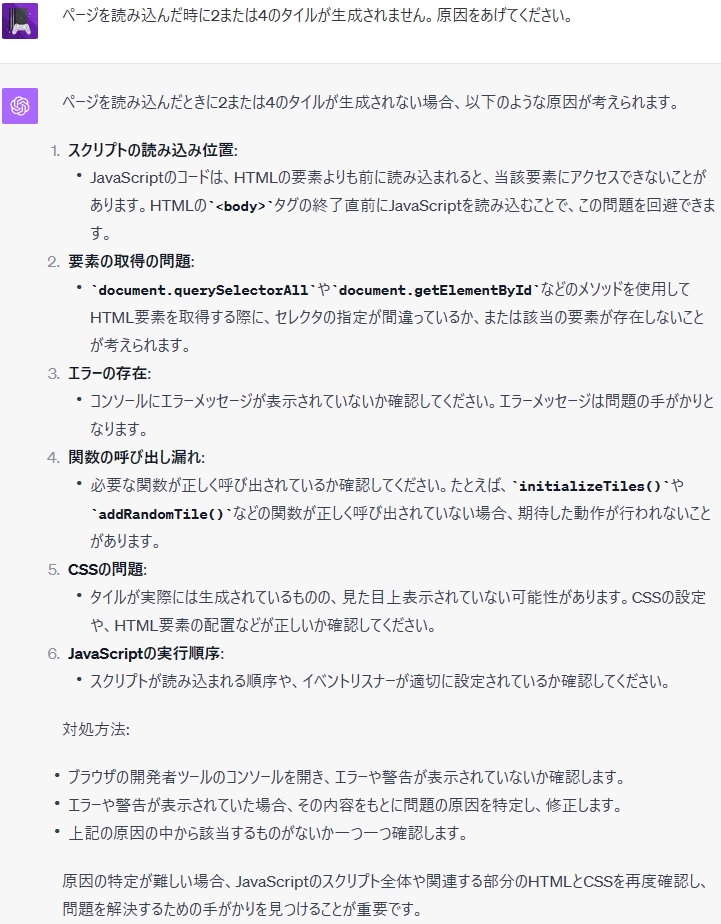 ページを読み込んだ時に2または4のタイルが生成されません。原因をあげてください。
ページを読み込んだときに2または4のタイルが生成されない場合、以下のような原因が考えられます。
1. スクリプトの読み込み位置:
• JavaScriptのコードは、HTMLの要素よりも前に読み込まれると、当該要素にアクセスできないことが
あります。HTMLの`<body>`タグの終了直前にJavaScriptを読み込むことで、この問題を回避できま
す。
2. 要素の取得の問題:
• `document.querySelectorAll`や`document.getElementById`などのメソッドを使用して
HTML要素を取得する際に、セレクタの指定が間違っているか、または該当の要素が存在しないこと
が考えられます。
3. エラーの存在:
• コンソールにエラーメッセージが表示されていないか確認してください。エラーメッセージは問題の手がかりと
なります。
4. 関数の呼び出し漏れ:
• 必要な関数が正しく呼び出されているか確認してください。たとえば、`initializeTiles()`や
`addRandomTile()`などの関数が正しく呼び出されていない場合、期待した動作が行われないこと
があります。
5. CSSの問題:
• タイルが実際には生成されているものの、見た目上表示されていない可能性があります。CSSの設定
や、HTML要素の配置などが正しいか確認してください。
6. JavaScriptの実行順序:
• スクリプトが読み込まれる順序や、イベントリスナーが適切に設定されているか確認してください。
対処方法:
• ブラウザの開発者ツールのコンソールを開き、エラーや警告が表示されていないか確認します。
• エラーや警告が表示されていた場合、その内容をもとに問題の原因を特定し、修正します。
• 上記の原因の中から該当するものがないか一つ一つ確認します。
原因の特定が難しい場合、JavaScriptのスクリプト全体や関連する部分のHTMLとCSSを再度確認し、
問題を解決するための手がかりを見つけることが重要です。